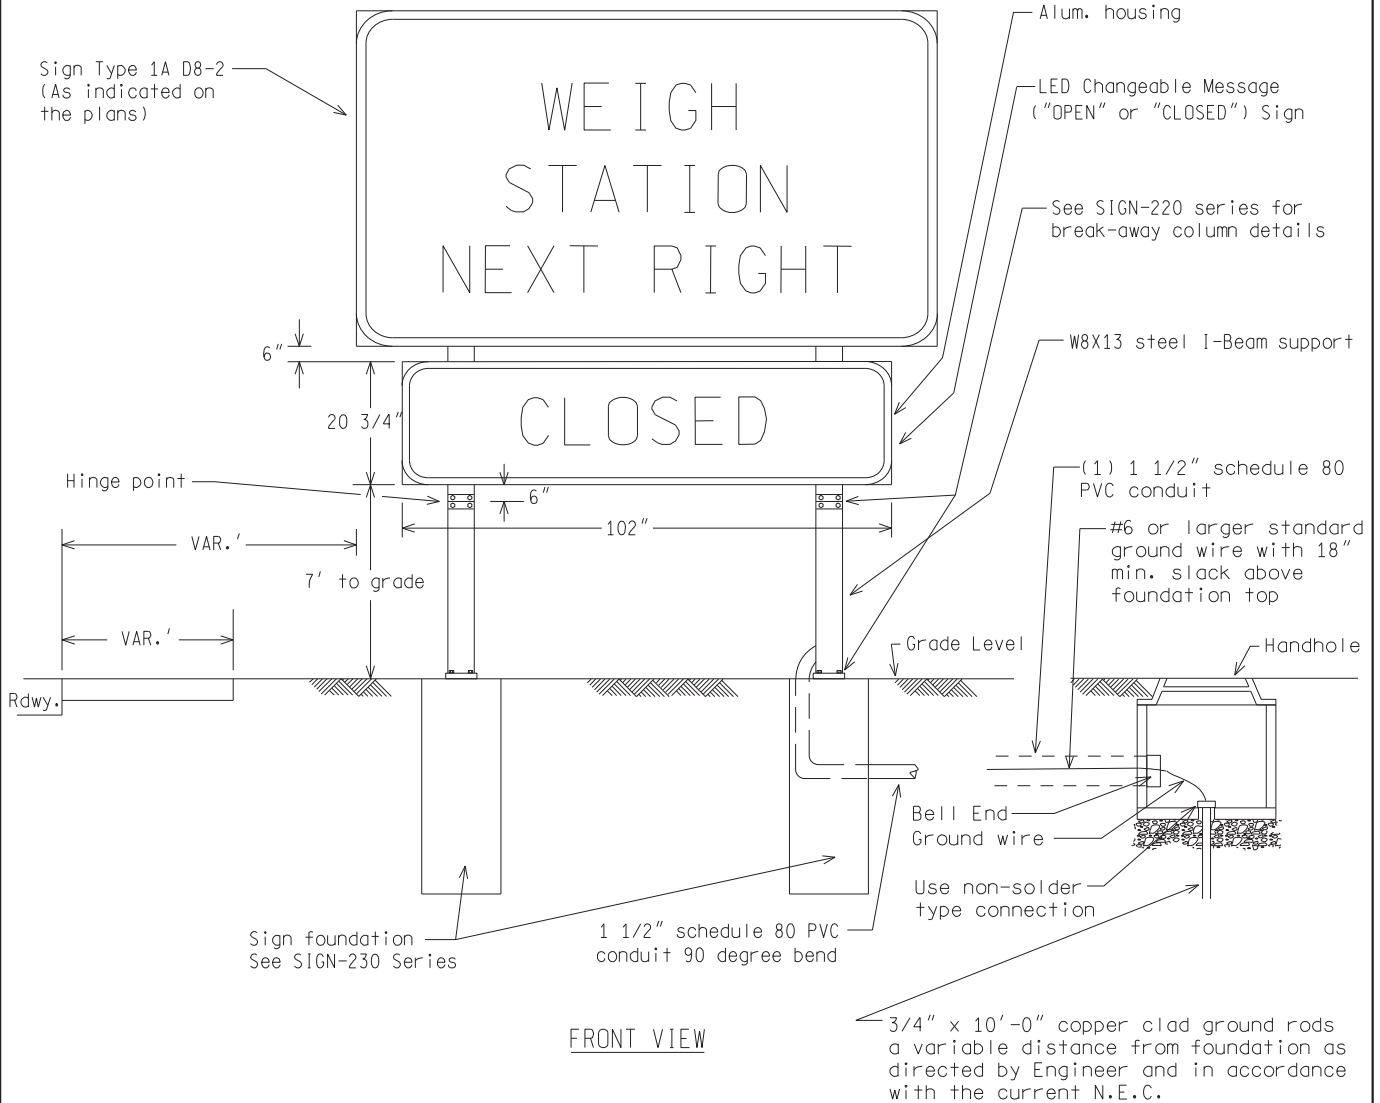 Alum. housing
Sign Type 1A D8-2
(As indicated on
the plans)
WEIGH
STATION
NEXT RIGHT
LED Changeable Message
("OPEN" or "CLOSED") Sign
See SIGN-220 series for
break-away column details
6"
W8X13 steel I-Beam support
20 3/4"
CLOSED
Hinge point
6"
102"
(1) 1 1/2" schedule 80
PVC conduit
VAR.'
7' to grade
#6 or larger standard
ground wire with 18"
min. slack above
foundation top
VAR.'
Grade Level
Handhole
Rdwy.
Bell End
Ground wire
Use non-solder
type connection
Sign foundation
See SIGN-230 Series
1 1/2" schedule 80 PVC
conduit 90 degree bend
FRONT VIEW
3/4" x 10'-0" copper clad ground rods
a variable distance from foundation as
directed by Engineer and in accordance
with the current N.E.C.